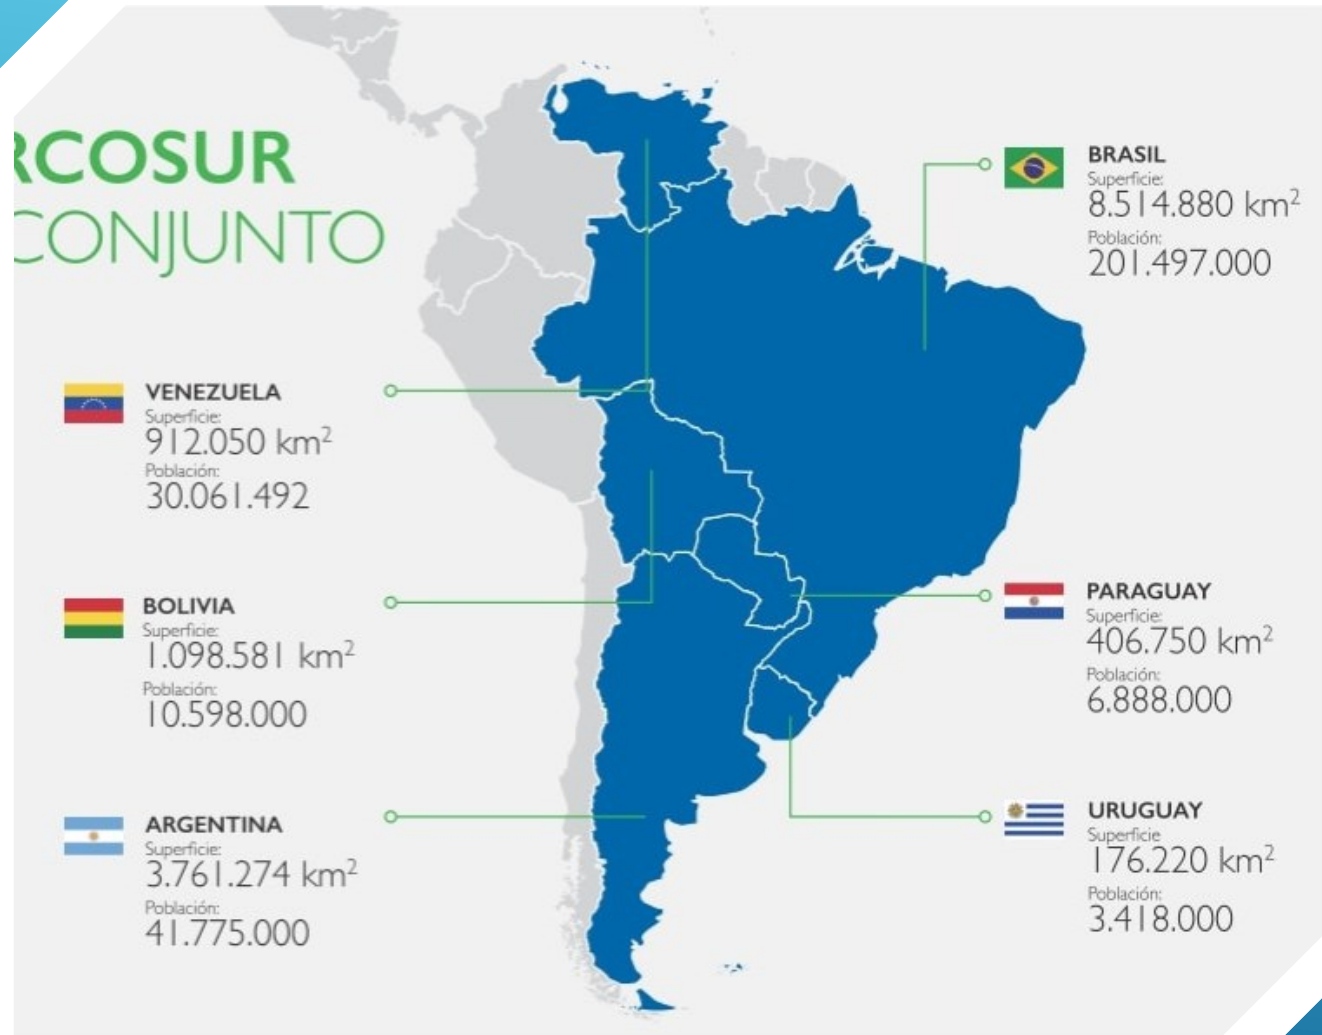 RCOSUR
CONJUNTO
VENEZUELA
Superficie:
912.050 km²
Población:
30.061.492
BOLIVIA
Superficie:
1.098.581 km²
Población:
10.598.000
ARGENTINA
Superficie:
3.761.274 km²
Población:
41.775.000
BRASIL
Superficie:
8.514.880 km²
Población:
201.497.000
PARAGUAY
Superficie:
406.750 km²
Población:
6.888.000
URUGUAY
Superficie
176.220 km²
Población:
3.418.000